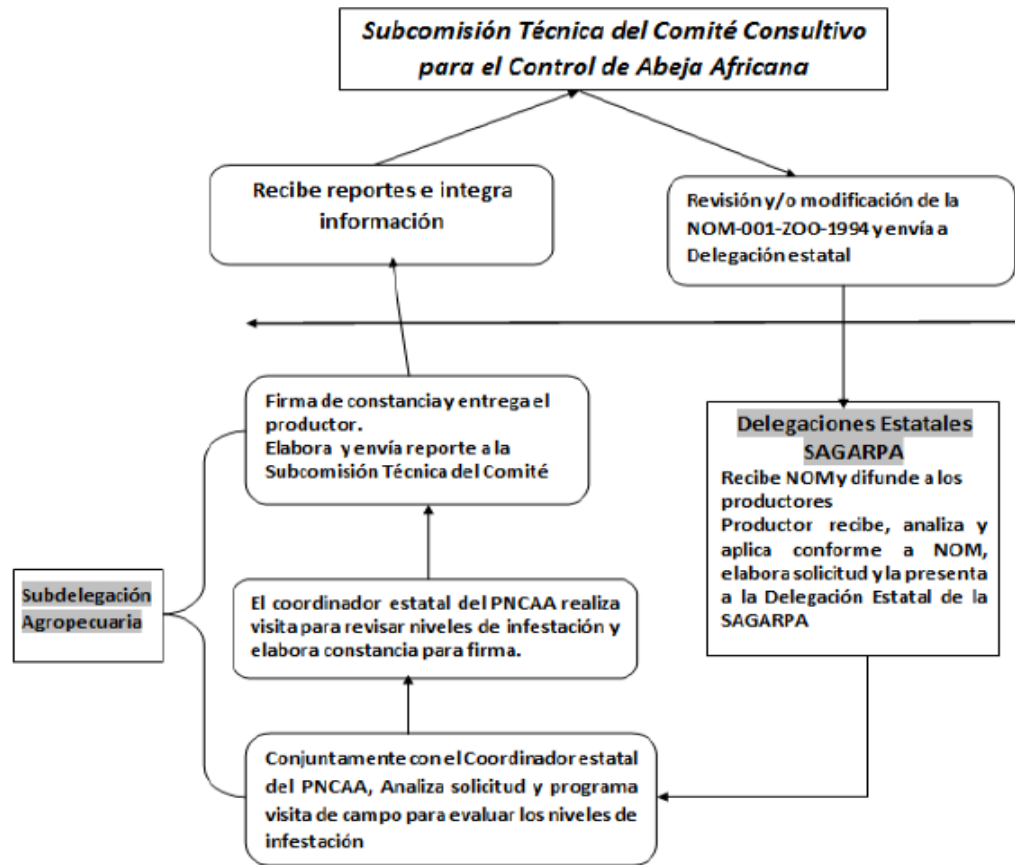 Subcomisión Técnica del Comité Consultivo
para el Control de Abeja Africana
Recibe reportes e integra
información
Revisión y/o modificación de la
NOM-001-ZOO-1994 y envía a
Delegación estatal
Firma de constancia y entrega el
productor.
Elabora y envía reporte a la
Subcomisión Técnica del Comité
Delegaciones Estatales
SAGARPA
Recibe NOM y difunde a los
productores
Productor recibe, analiza y
aplica conforme a NOM,
elabora solicitud y la presenta
a la Delegación Estatal de la
SAGARPA
Subdelegación
Agropecuaria
El coordinador estatal del PNCAA realiza
visita para revisar niveles de infestación y
elabora constancia para firma.
Conjuntamente con el Coordinador estatal
del PNCAA, Analiza solicitud y programa
visita de campo para evaluar los niveles de
infestación